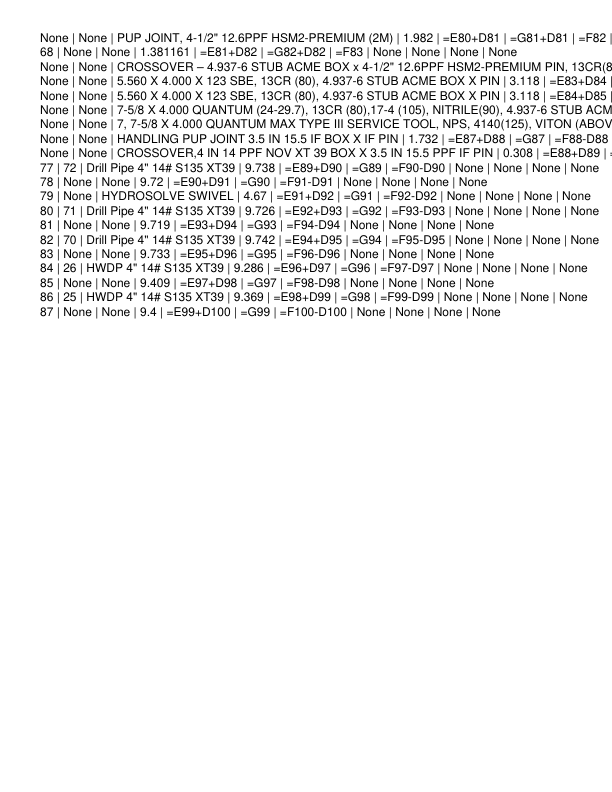 None | None | PUP JOINT, 4-1/2" 12.6PPF HSM2-PREMIUM (2M) | 1.982 | =E80+D81 | =G81+D81 | =F82
68 | None | None | 1.381161 | =E81+D82 | =G82+D82 | =F83 | None | None | None | None
None | None | CROSSOVER – 4.937-6 STUB ACME BOX x 4-1/2" 12.6PPF HSM2-PREMIUM PIN, 13CR(8
None | None | 5.560 X 4.000 X 123 SBE, 13CR (80), 4.937-6 STUB ACME BOX X PIN | 3.118 | =E83+D84 |
None | None | 5.560 X 4.000 X 123 SBE, 13CR (80), 4.937-6 STUB ACME BOX X PIN | 3.118 | =E84+D85 |
None | None | 7-5/8 X 4.000 QUANTUM (24-29.7), 13CR (80),17-4 (105), NITRILE(90), 4.937-6 STUB ACM
None | None | 7, 7-5/8 X 4.000 QUANTUM MAX TYPE III SERVICE TOOL, NPS, 4140(125), VITON (ABOV
None | None | HANDLING PUP JOINT 3.5 IN 15.5 IF BOX X IF PIN | 1.732 | =E87+D88 | =G87 | =F88-D88
None | None | CROSSOVER,4 IN 14 PPF NOV XT 39 BOX X 3.5 IN 15.5 PPF IF PIN | 0.308 | =E88+D89 | =
77 | 72 | Drill Pipe 4" 14# S135 XT39 | 9.738 | =E89+D90 | =G89 | =F90-D90 | None | None | None | None
78 | None | None | 9.72 | =E90+D91 | =G90 | =F91-D91 | None | None | None | None
79 | None | HYDROSOLVE SWIVEL | 4.67 | =E91+D92 | =G91 | =F92-D92 | None | None | None | None
80 | 71 | Drill Pipe 4" 14# S135 XT39 | 9.726 | =E92+D93 | =G92 | =F93-D93 | None | None | None | None
81 | None | None | 9.719 | =E93+D94 | =G93 | =F94-D94 | None | None | None | None
82 | 70 | Drill Pipe 4" 14# S135 XT39 | 9.742 | =E94+D95 | =G94 | =F95-D95 | None | None | None | None
83 | None | None | 9.733 | =E95+D96 | =G95 | =F96-D96 | None | None | None | None
84 | 26 | HWDP 4" 14# S135 XT39 | 9.286 | =E96+D97 | =G96 | =F97-D97 | None | None | None | None
85 | None | None | 9.409 | =E97+D98 | =G97 | =F98-D98 | None | None | None | None
86 | 25 | HWDP 4" 14# S135 XT39 | 9.369 | =E98+D99 | =G98 | =F99-D99 | None | None | None | None
87 | None | None | 9.4 | =E99+D100 | =G99 | =F100-D100 | None | None | None | None